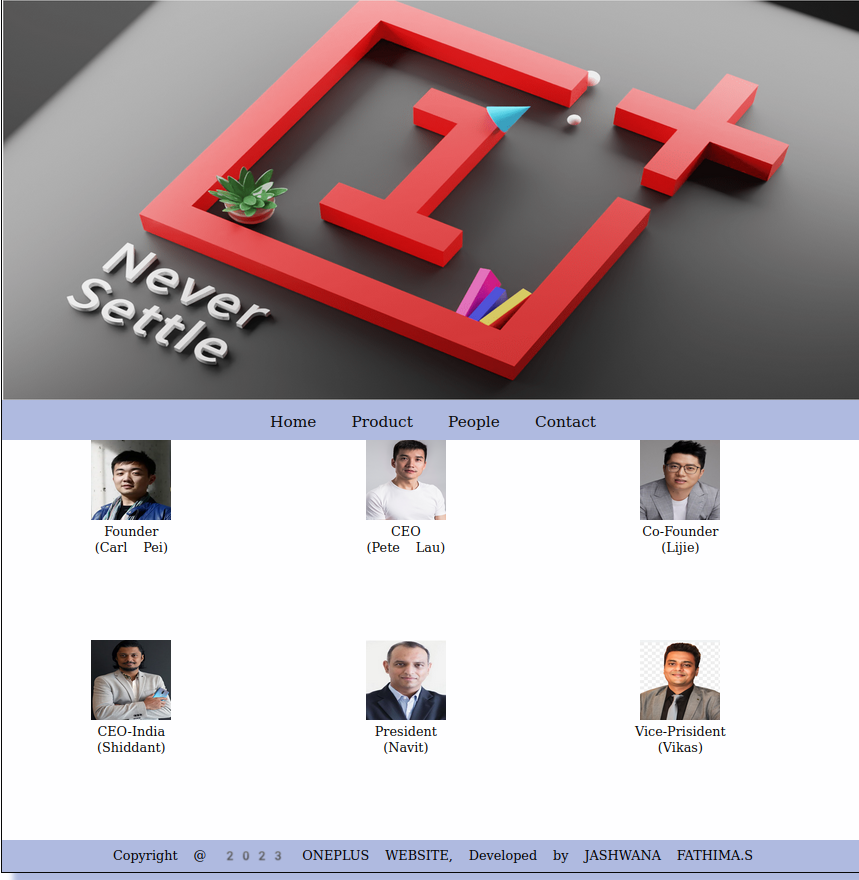 Never
Settle
Home Product People Contact
Founder
(Carl Pei)
CEO
(Pete Lau)
Co-Founder
(Lijie)
CEO-India
(Shiddant)
President
(Navit)
Vice-Prisident
(Vikas)
Copyright @ 2023 ONEPLUS WEBSITE, Developed by JASHWANA FATHIMA.S